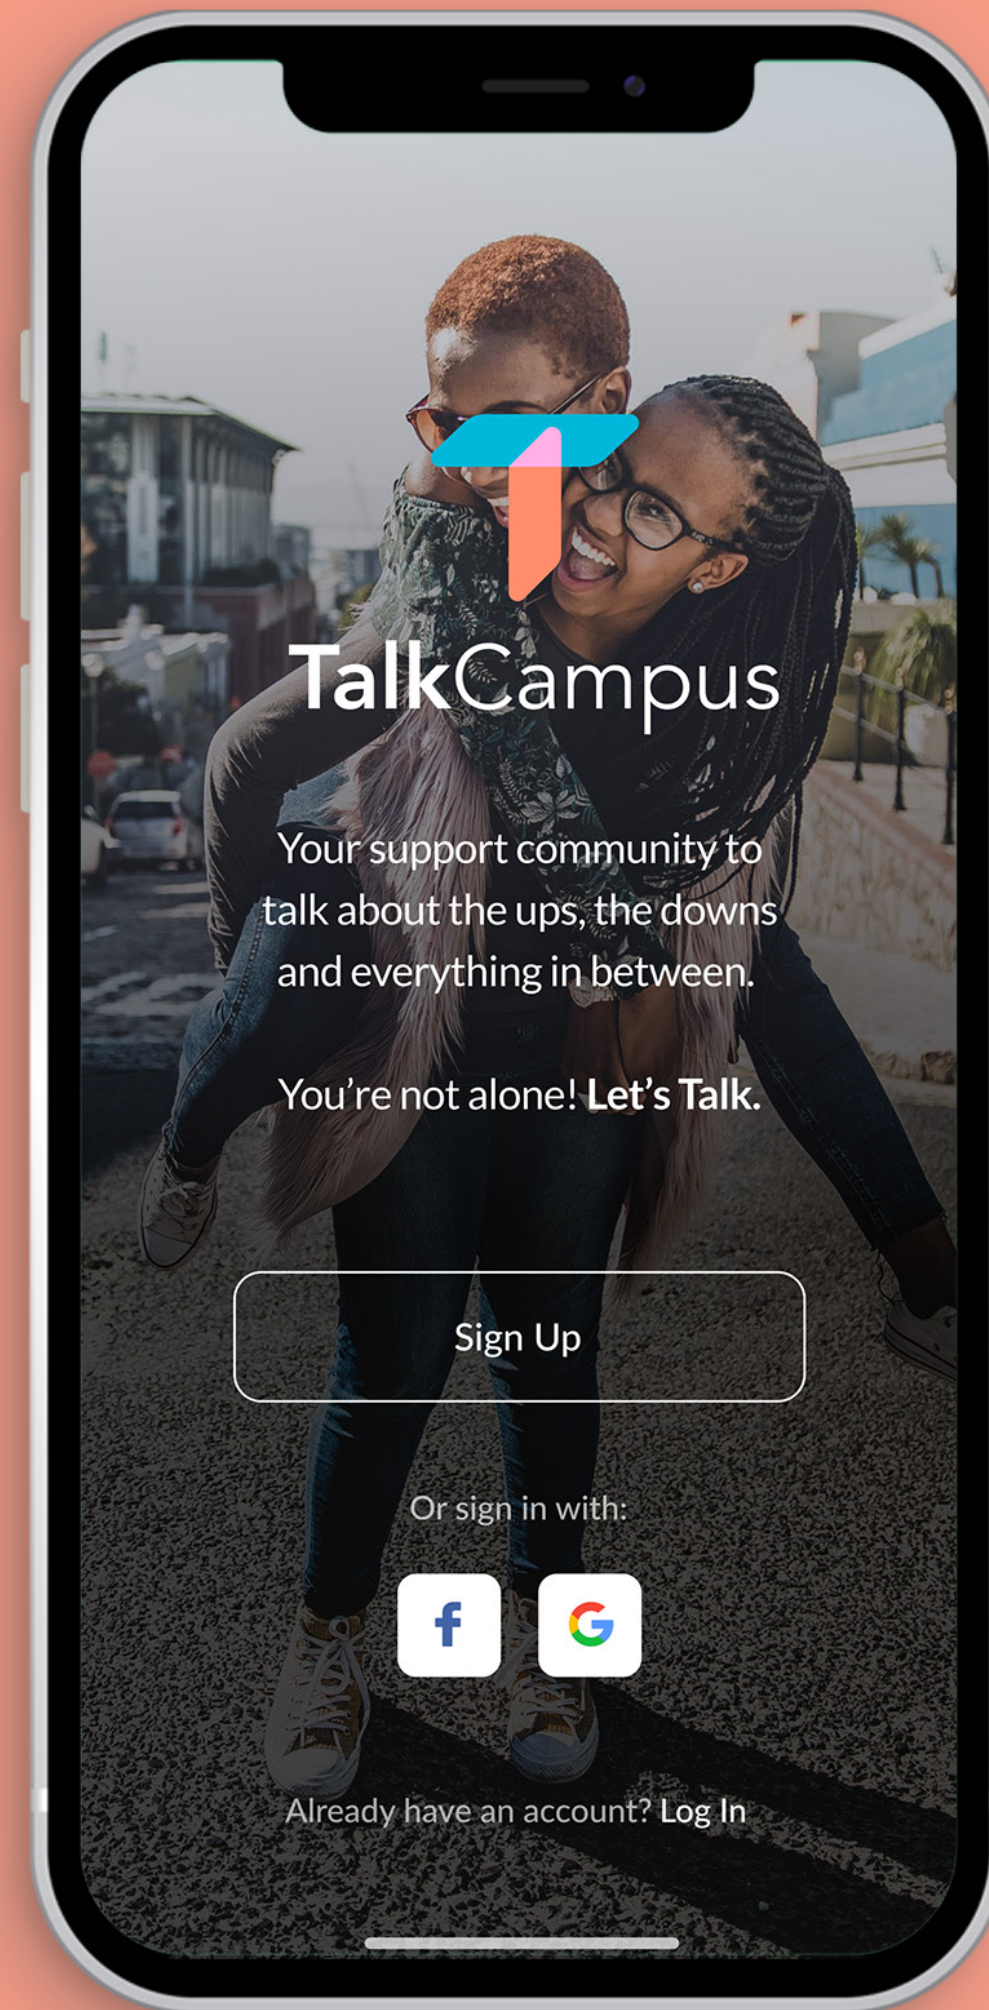 TalkCampus
Your support community to
talk about the ups, the downs
and everything in between.
You're not alone! Let's Talk.
Sign Up
Or sign in with:
f G
Already have an account? Log In